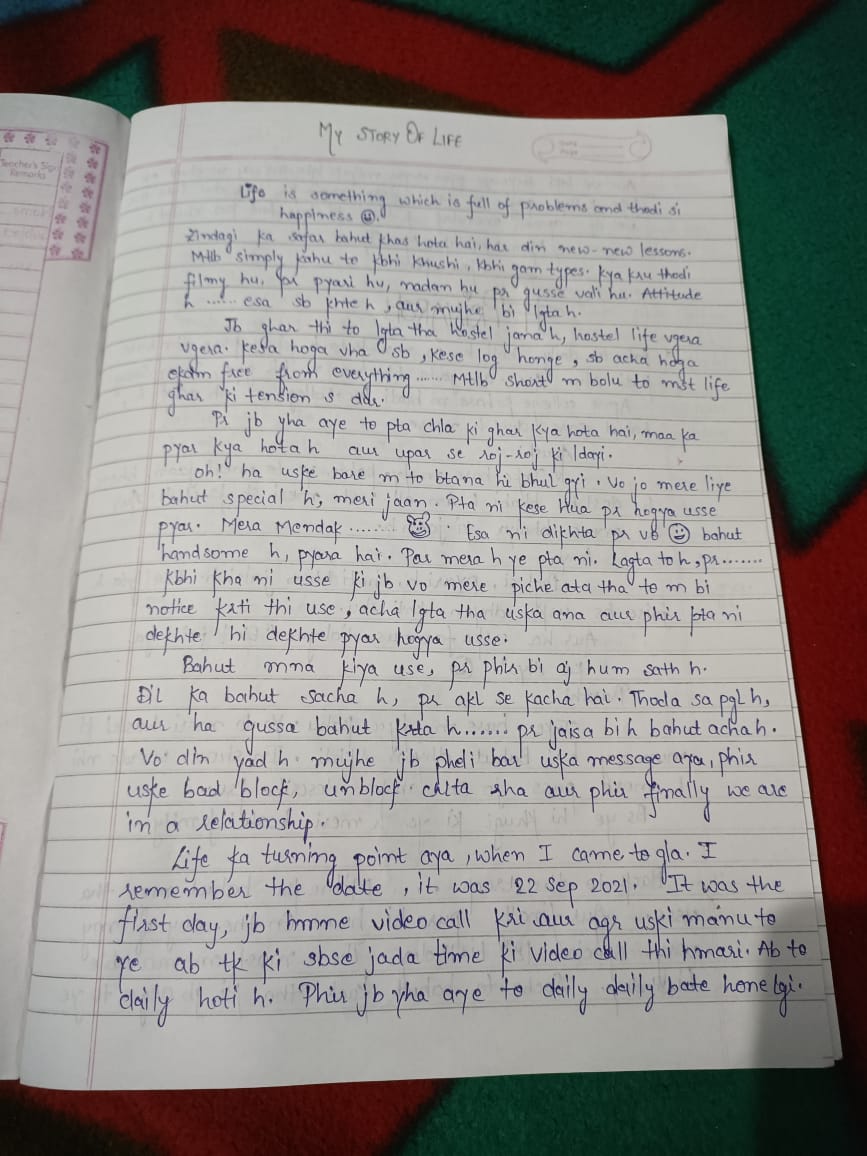 Teacher's Sig
Remarks
MY STORY OF LIFE
Life is something which is full of problems and thodi si
happiness
Zindagi ka safar bahut khas hota hai, har din new-new lessons.
Mtlb simply kahu to kbhi khushi, kbhi gam types. Kya kru thodi
filmy hu, pr pyari hu, nadan hu pr gusse vali hu. Attitude
h ...... esa sb khte h, aur mujhe bi lgta h.
Jb ghar thi to lgta tha hostel jana h, hostel life vgera
vgera. Kesa hoga vha sb, kese log honge, sb acha hoga
ekdm free from everything ...... Mtlb short m bolu to mst life
ghar ki tension s dur.
Pr jb yha aye to pta chla ki ghar kya hota hai, maa ka
pyar kya hota h aur upar se roj-roj ki ldayi.
oh! ha uske bare m to btana hi bhul gyi. Vo jo mere liye
bahut special h, meri jaan. Pta ni kese hua pr hogya usse
pyar. Mera Mendak ......... . Esa ni dikhta pr vo bahut
handsome h, pyara hai. Par mera h ye pta ni. Lagta to h, pr.......
kbhi kha ni usse ki jb vo mere piche ata tha to m bi
notice krti thi use, acha lgta tha uska ana aur phir pta ni
dekhte hi dekhte pyar hogya usse.
Bahut mna kiya use, pr phir bi aj hum sath h.
Dil ka bahut sacha h, pr akl se kacha hai. Thoda sa pgl h,
aur ha gussa bahut krta h...... pr jaisa bi h bahut acha h.
Vo din yad h mujhe jb pheli bar uska message aya, phir
uske bad block, unblock chlta rha aur phir finally we are
in a relationship.
Life ka turning point aya, when I came to gla. I
remember the date, it was 22 Sep 2021. It was the
first day, jb hmne video call kri aur agr uski manu to
ye ab tk ki sbse jada time ki video call thi hmari. Ab to
daily hoti h. Phir jb yha aye to daily deily bate hone lgi.